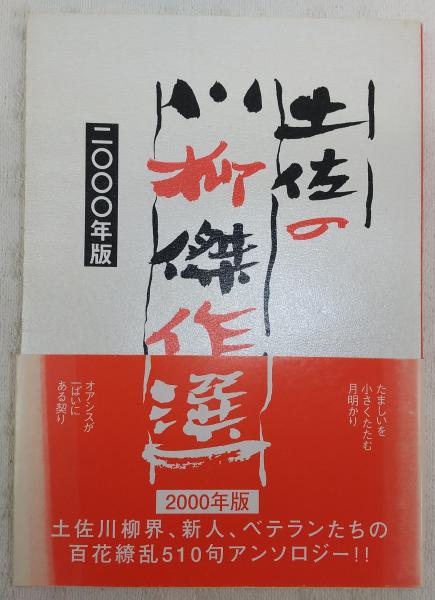 土佐の
川柳傑作選
二〇〇〇年版
たましいを
小さくたたむ
月明かり
オアシスが
一ぱいに
ある契り
2000年版
土佐川柳界、新人、ベテランたちの
百花繚乱510句アンソロジー!!